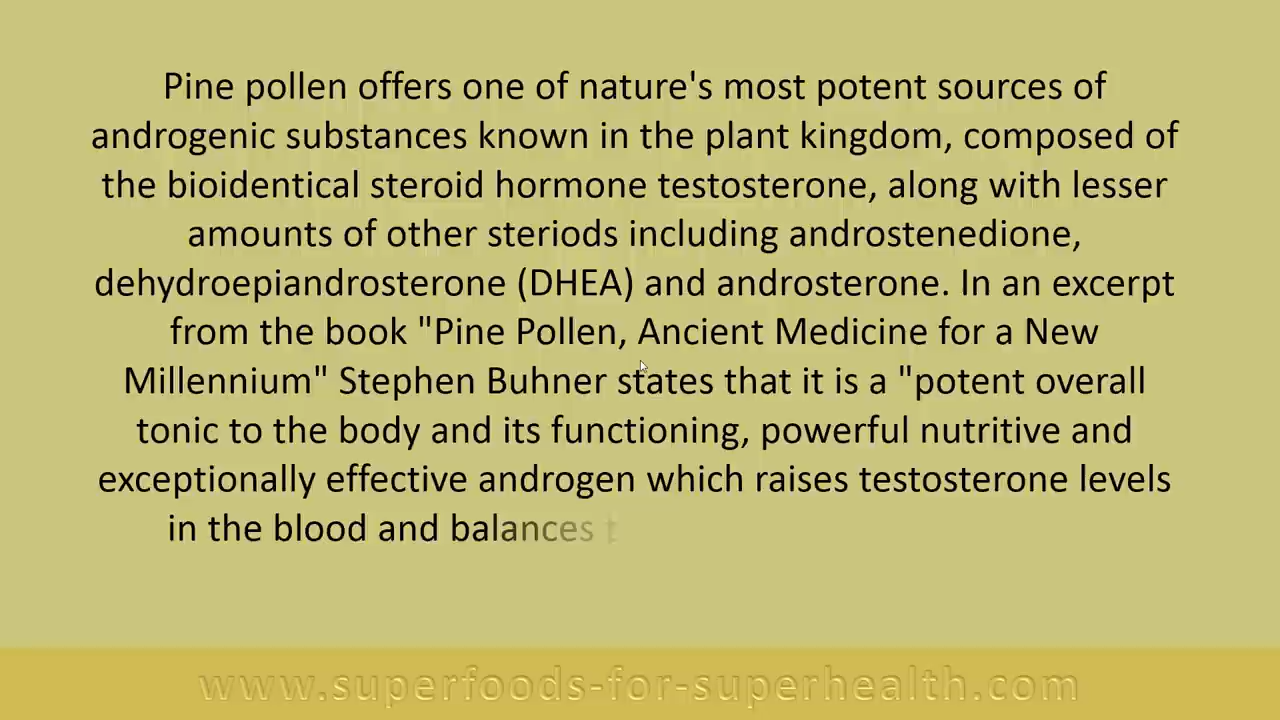 Pine pollen offers one of nature's most potent sources of
androgenic substances known in the plant kingdom, composed of
the bioidentical steroid hormone testosterone, along with lesser
amounts of other steriods including androstenedione,
dehydroepiandrosterone (DHEA) and androsterone. In an excerpt
from the book "Pine Pollen, Ancient Medicine for a New
Millennium" Stephen Buhner states that it is a "potent overall
tonic to the body and its functioning, powerful nutritive and
exceptionally effective androgen which raises testosterone levels
in the blood and balances t
www.superfoods-for-superhealth.com